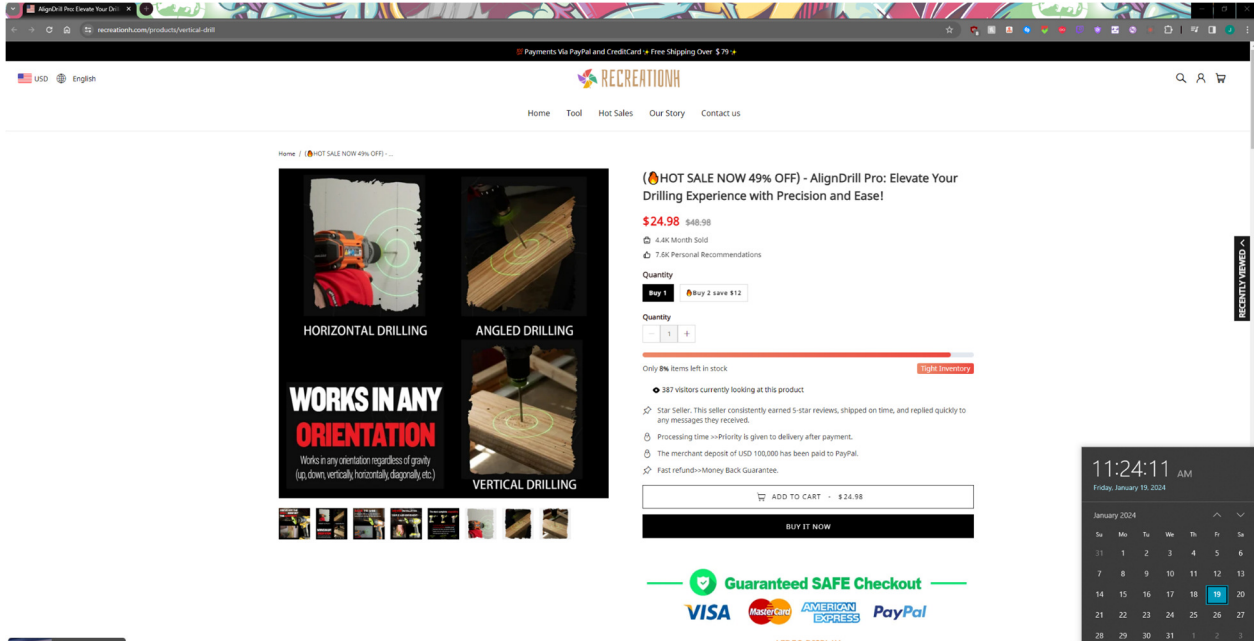 AlignDrill Pro: Elevate Your Dril
recreationh.com/products/vertical-drill
💯 Payments Via PayPal and CreditCard ✨ Free Shipping Over $ 79 ✨
USD English
RECREATIONH
Home Tool Hot Sales Our Story Contact us
Home / (🔥HOT SALE NOW 49% OFF) - ...
HORIZONTAL DRILLING
ANGLED DRILLING
WORKS IN ANY
ORIENTATION
Works in any orientation regardless of gravity
(up, down, vertically, horizontally, diagonally, etc.)
VERTICAL DRILLING
(🔥HOT SALE NOW 49% OFF) - AlignDrill Pro: Elevate Your
Drilling Experience with Precision and Ease!
$24.98 $48.98
4.4K Month Sold
7.6K Personal Recommendations
Quantity
Buy 1 🔥Buy 2 save $12
Quantity
− 1 +
Only 8% items left in stock Tight Inventory
387 visitors currently looking at this product
Star Seller. This seller consistently earned 5-star reviews, shipped on time, and replied quickly to
any messages they received.
Processing time >>Priority is given to delivery after payment.
The merchant deposit of USD 100,000 has been paid to PayPal.
Fast refund>>Money Back Guarantee.
ADD TO CART - $24.98
BUY IT NOW
Guaranteed SAFE Checkout
VISA MasterCard AMERICAN EXPRESS PayPal
RECENTLY VIEWED
11:24:11 AM
Friday, January 19, 2024
January 2024
Su Mo Tu We Th Fr Sa
31 1 2 3 4 5 6
7 8 9 10 11 12 13
14 15 16 17 18 19 20
21 22 23 24 25 26 27
28 29 30 31 1 2 3